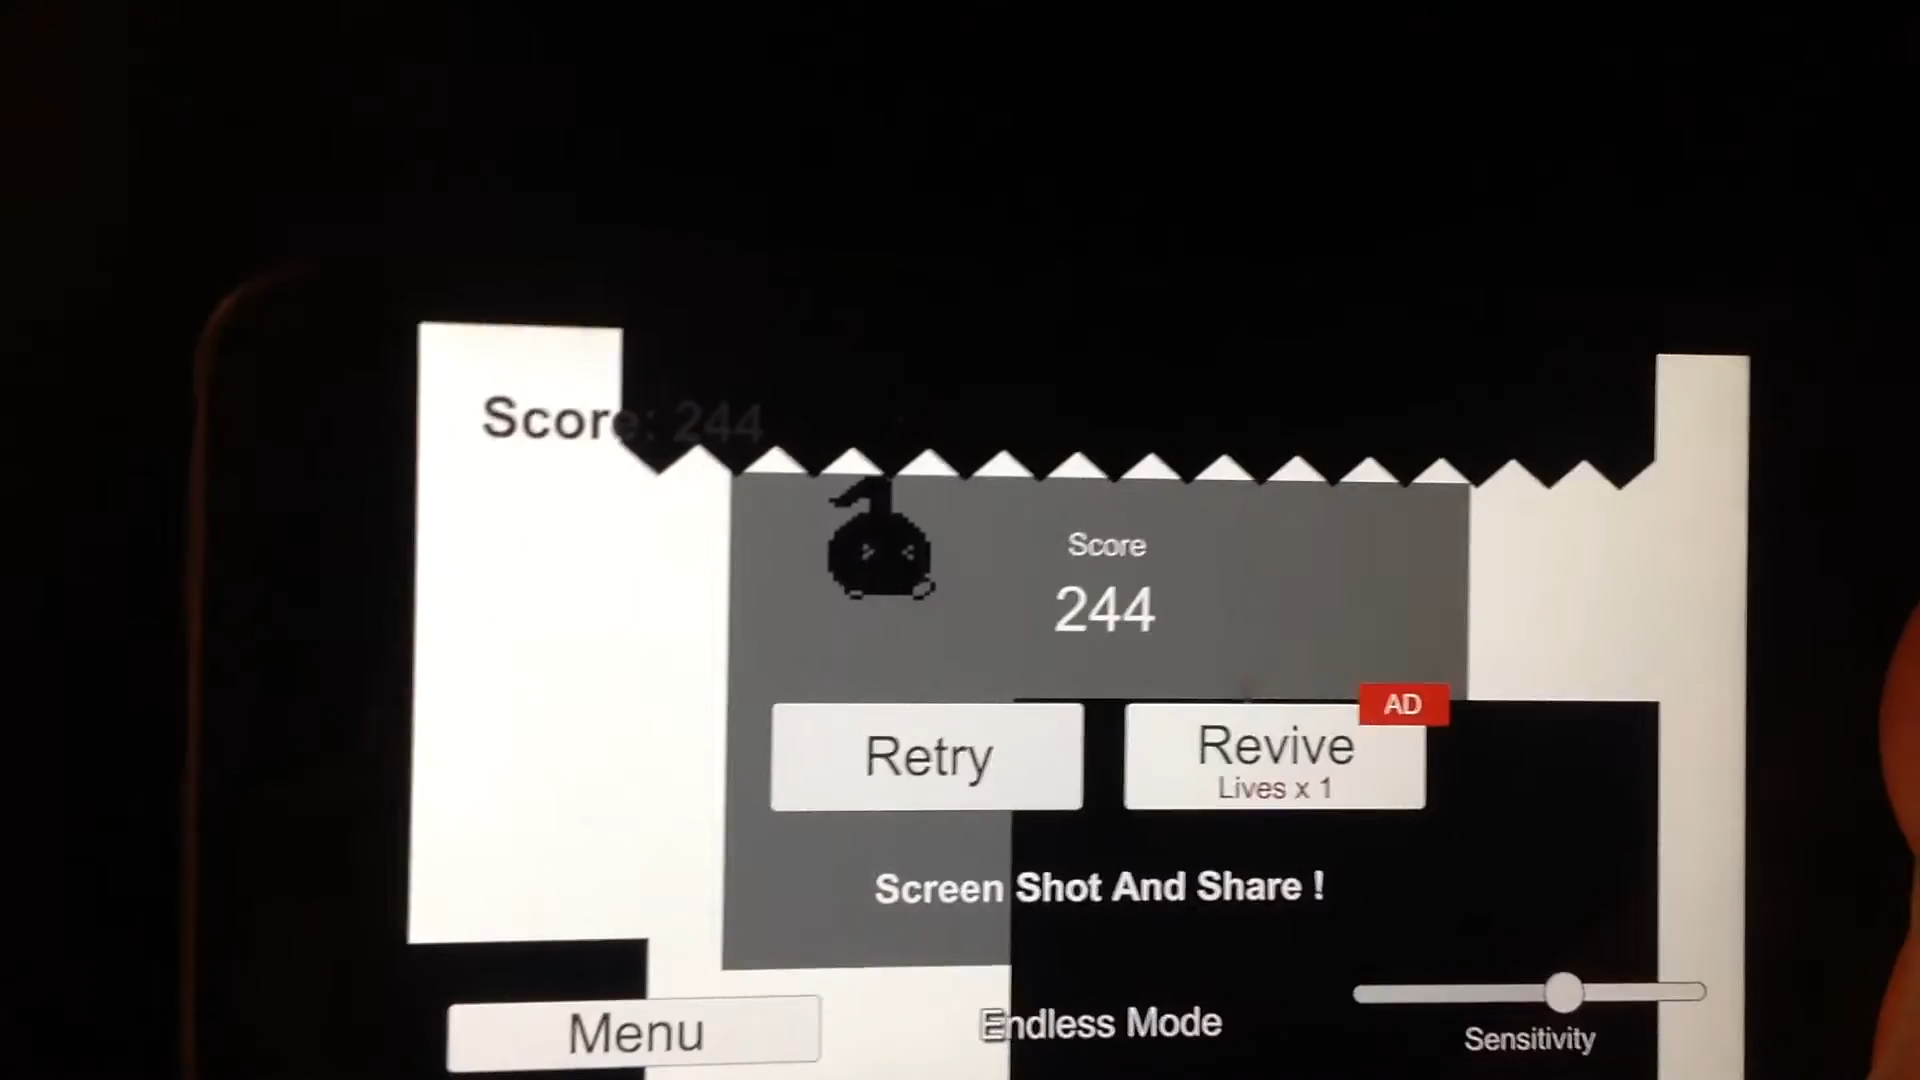 Score: 244
Score
244
AD
Retry
Revive
Lives x 1
Screen Shot And Share !
Menu
Endless Mode
Sensitivity